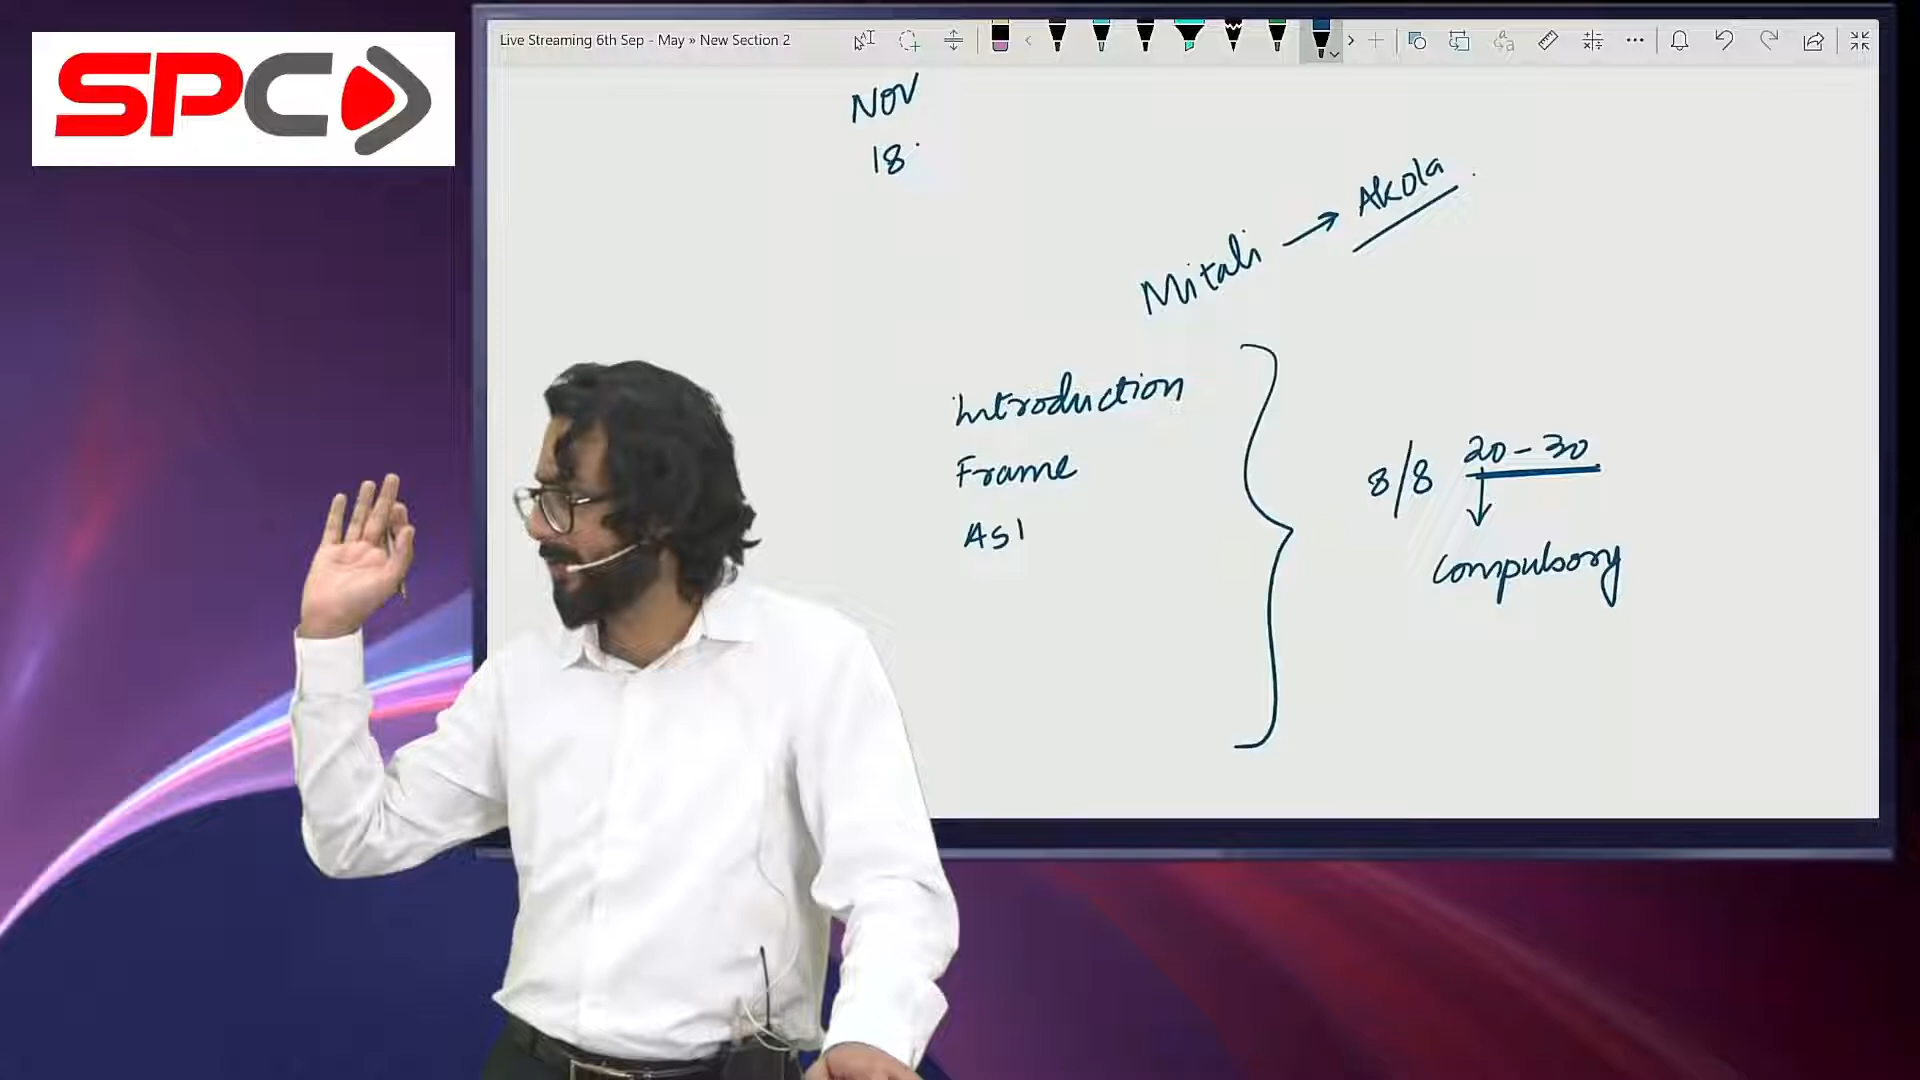 SPC
Live Streaming 6th Sep - May » New Section 2
NOV
18
Mitali → Akola
Introduction
Frame
AS1
8/8 20-30
Compulsory